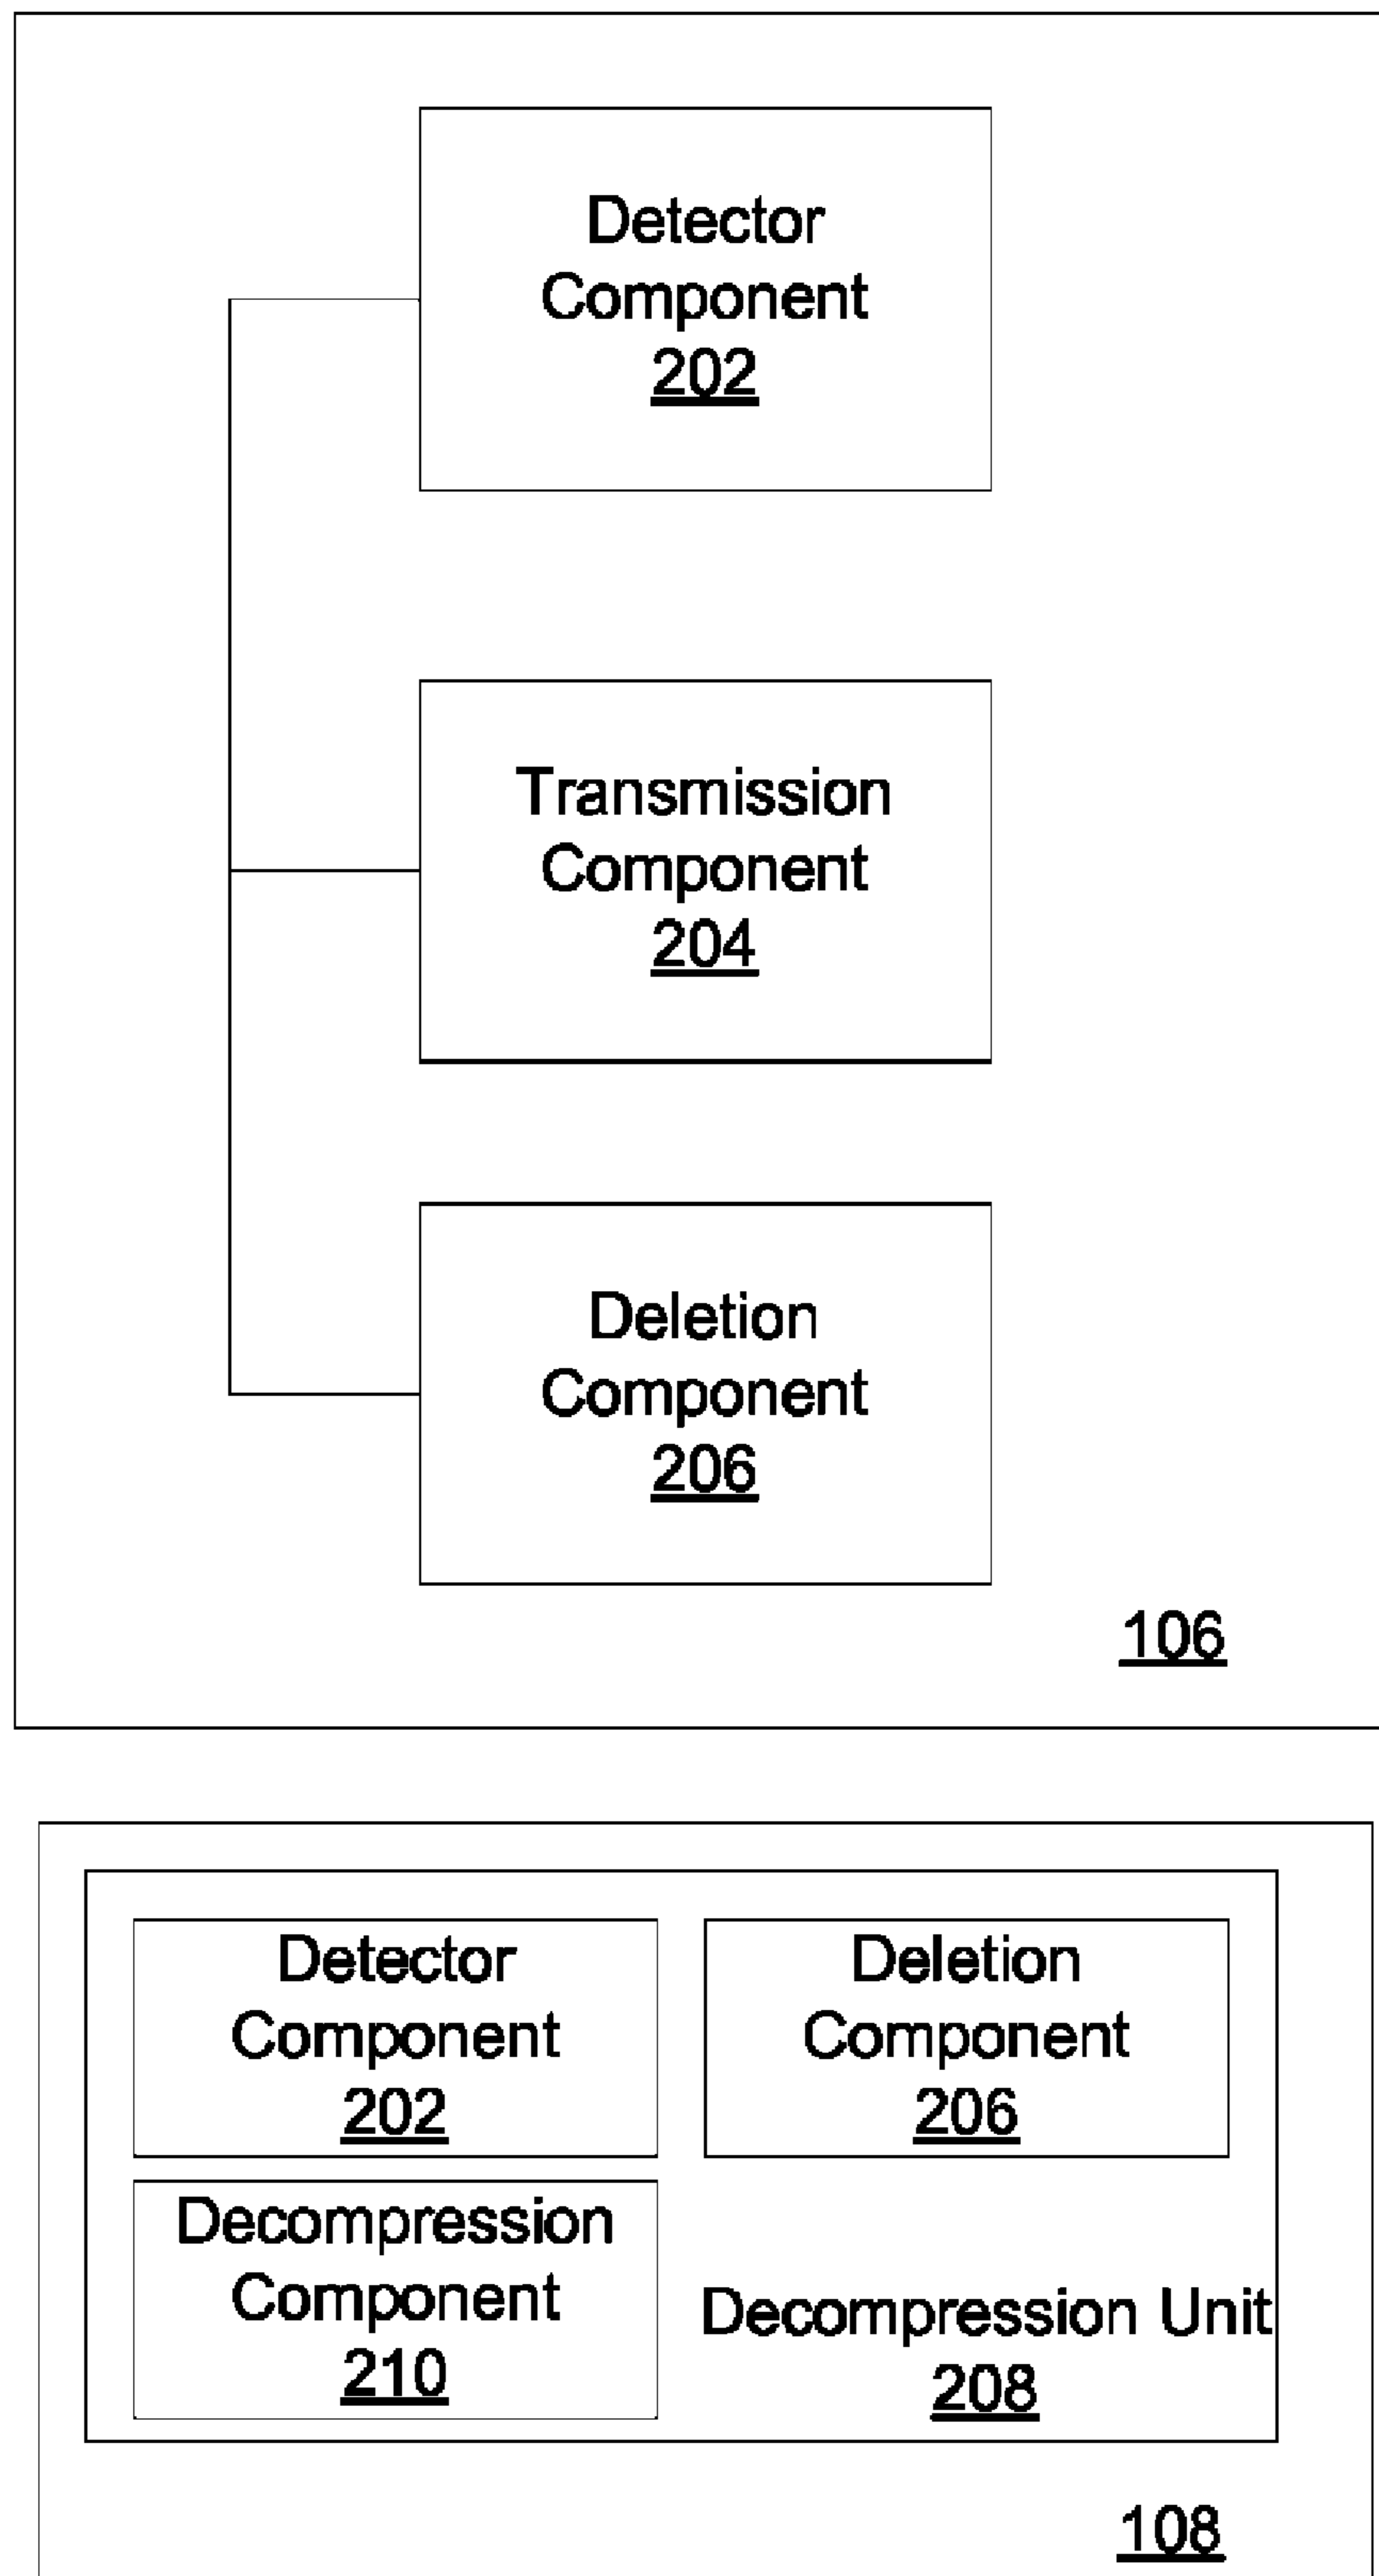 Detector
Component
202
Transmission
Component
204
Deletion
Component
206
106
Detector
Component
202
Deletion
Component
206
Decompression
Component
210
Decompression Unit
208
108